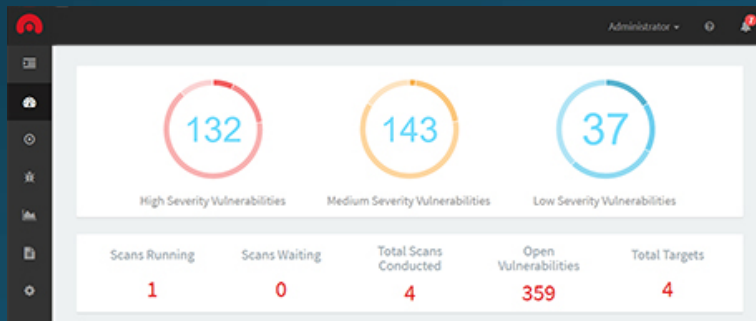 Administrator
2
132 143 37
High Severity Vulnerabilities Medium Severity Vulnerabilities Low Severity Vulnerabilities
Scans Running Scans Waiting Total Scans Conducted Open Vulnerabilities Total Targets
1 0 4 359 4